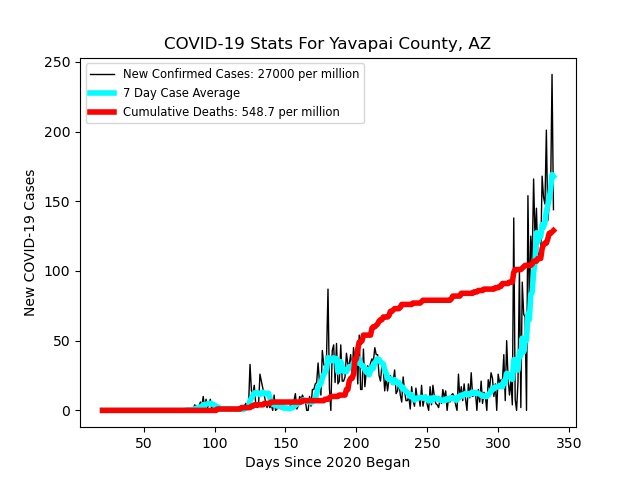 COVID-19 Stats For Yavapai County, AZ
New Confirmed Cases: 27000 per million
7 Day Case Average
Cumulative Deaths: 548.7 per million
New COVID-19 Cases
250
200
150
100
50
0
50 100 150 200 250 300 350
Days Since 2020 Began